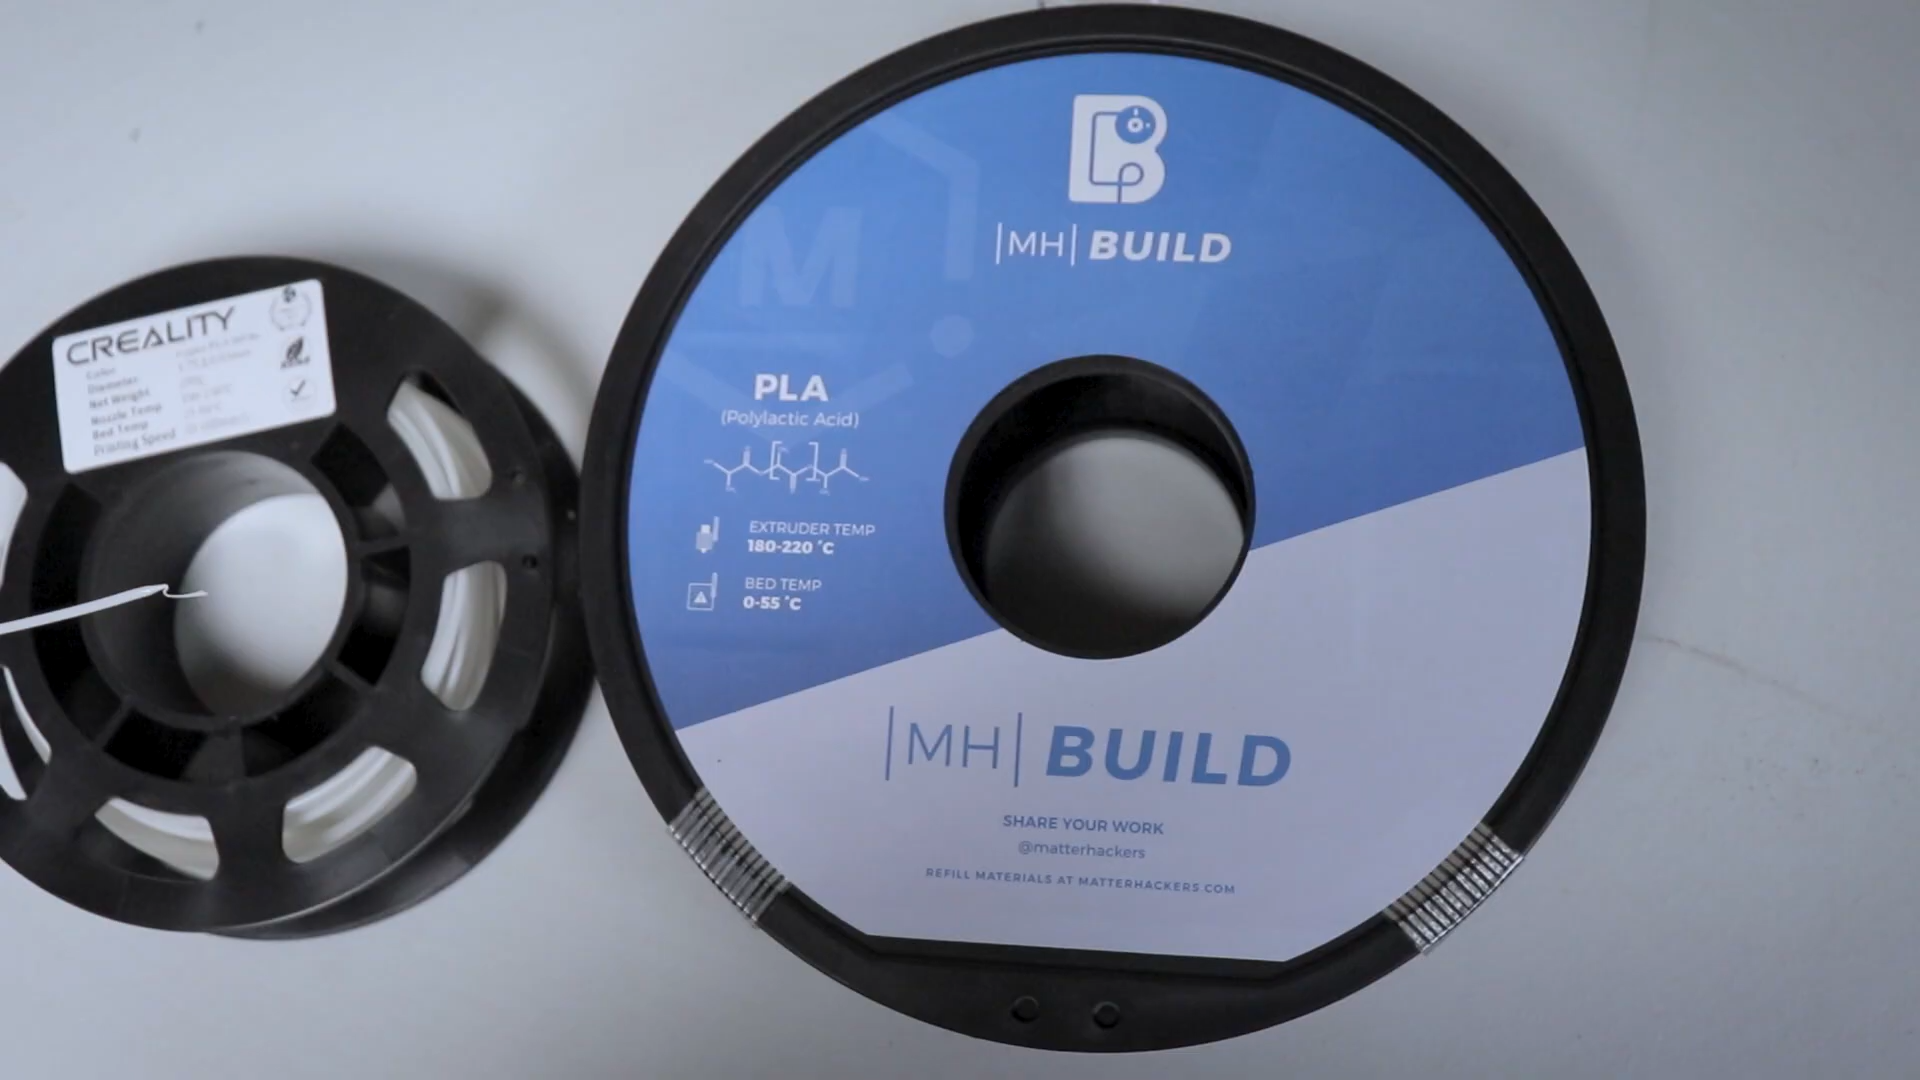 CREALITY
Color
Diameter
Net Weight
Nozzle Temp
Bed Temp
Printing Speed
B
|MH| BUILD
M
PLA
(Polylactic Acid)
EXTRUDER TEMP
180-220 °C
BED TEMP
0-55 °C
|MH| BUILD
SHARE YOUR WORK
@matterhackers
REFILL MATERIALS AT MATTERHACKERS.COM